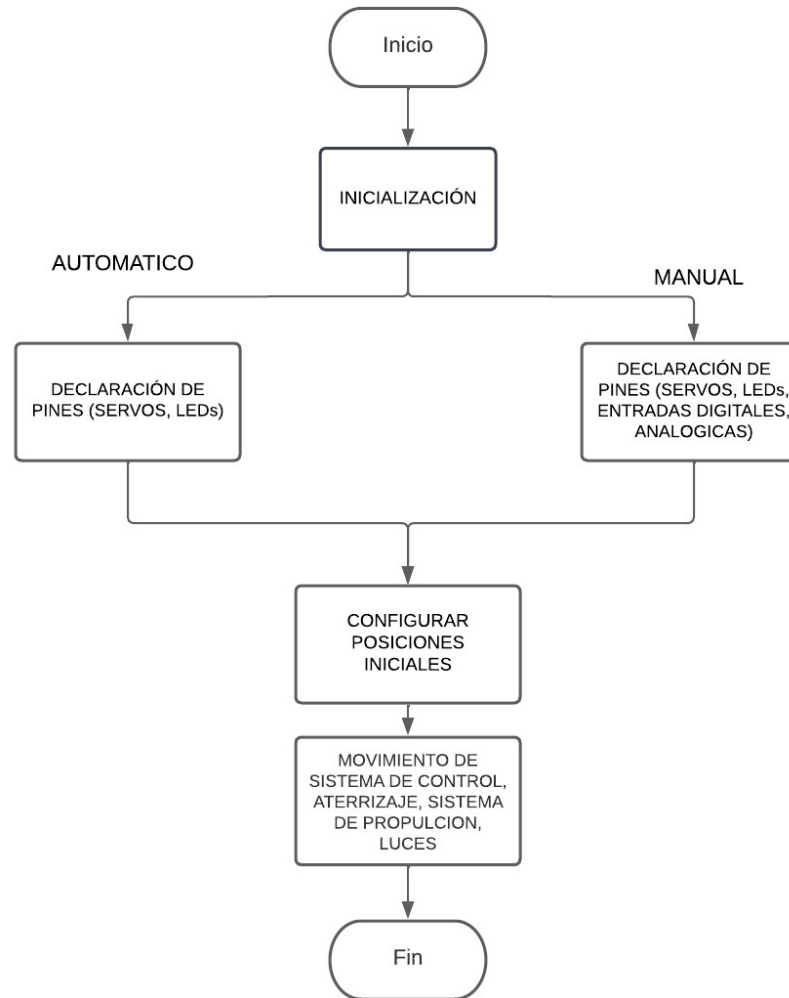 Inicio
INICIALIZACIÓN
AUTOMATICO
MANUAL
DECLARACIÓN DE
PINES (SERVOS, LEDs)
DECLARACIÓN DE
PINES (SERVOS, LEDs,
ENTRADAS DIGITALES,
ANALOGICAS)
CONFIGURAR
POSICIONES
INICIALES
MOVIMIENTO DE
SISTEMA DE CONTROL,
ATERRIZAJE, SISTEMA
DE PROPULCION,
LUCES
Fin